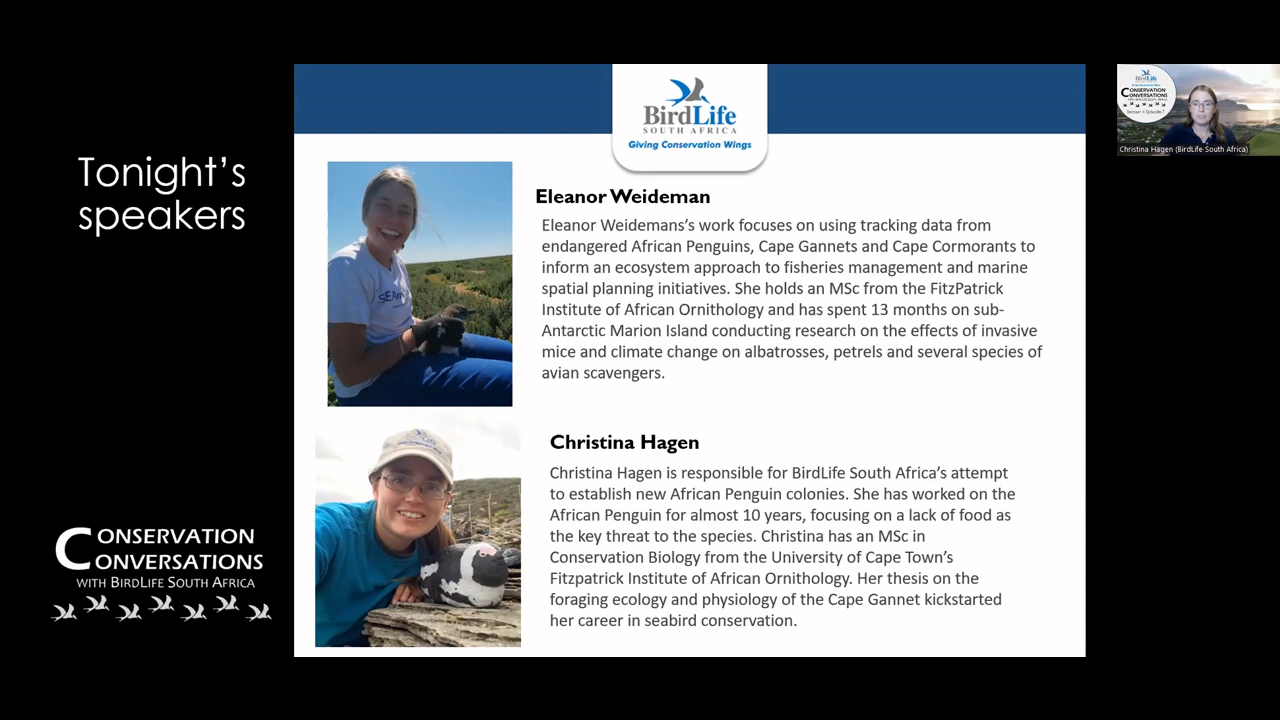 Tonight's
speakers
BirdLife
SOUTH AFRICA
Giving Conservation Wings
Eleanor Weideman
Eleanor Weidemans's work focuses on using tracking data from
endangered African Penguins, Cape Gannets and Cape Cormorants to
inform an ecosystem approach to fisheries management and marine
spatial planning initiatives. She holds an MSc from the FitzPatrick
Institute of African Ornithology and has spent 13 months on sub-
Antarctic Marion Island conducting research on the effects of invasive
mice and climate change on albatrosses, petrels and several species of
avian scavengers.
Christina Hagen
Christina Hagen is responsible for BirdLife South Africa's attempt
to establish new African Penguin colonies. She has worked on the
African Penguin for almost 10 years, focusing on a lack of food as
the key threat to the species. Christina has an MSc in
Conservation Biology from the University of Cape Town's
Fitzpatrick Institute of African Ornithology. Her thesis on the
foraging ecology and physiology of the Cape Gannet kickstarted
her career in seabird conservation.
CONSERVATION
CONVERSATIONS
WITH BIRDLIFE SOUTH AFRICA
BirdLife
CONSERVATION
CONVERSATIONS
WITH BIRDLIFE SOUTH AFRICA
Christina Hagen (BirdLife South Africa)